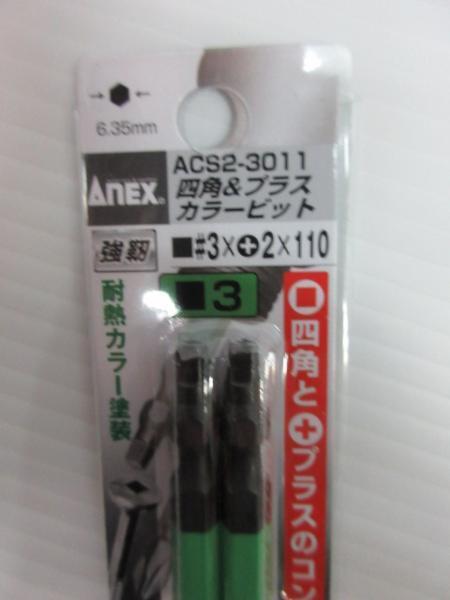 →⬢←
6.35mm
ANEX®
ACS2-3011
四角&プラス
カラービット
強靭
■#3×⊕2×110
■3
耐熱カラー塗装
□四角と⊕プラスのコン